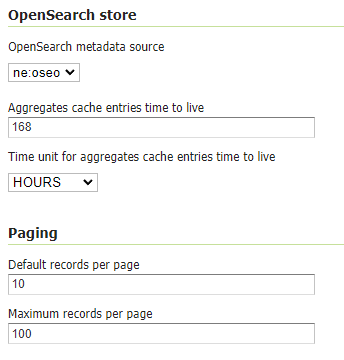 OpenSearch store
OpenSearch metadata source
ne:oseo
Aggregates cache entries time to live
168
Time unit for aggregates cache entries time to live
HOURS
Paging
Default records per page
10
Maximum records per page
100